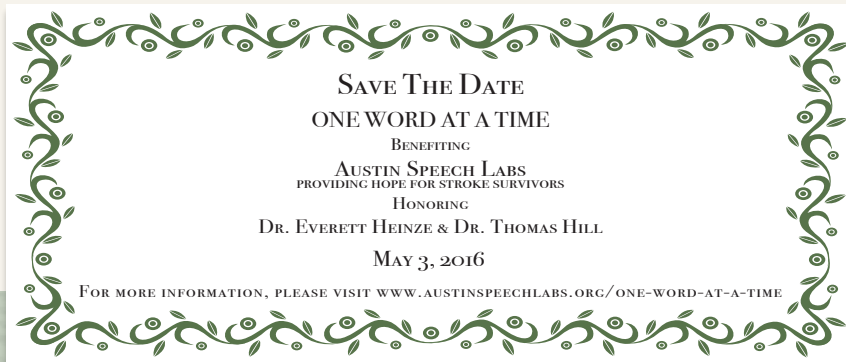 Save The Date
ONE WORD AT A TIME
Benefiting
Austin Speech Labs
PROVIDING HOPE FOR STROKE SURVIVORS
Honoring
Dr. Everett Heinze & Dr. Thomas Hill
May 3, 2016
For more information, please visit www.austinspeechlabs.org/one-word-at-a-time